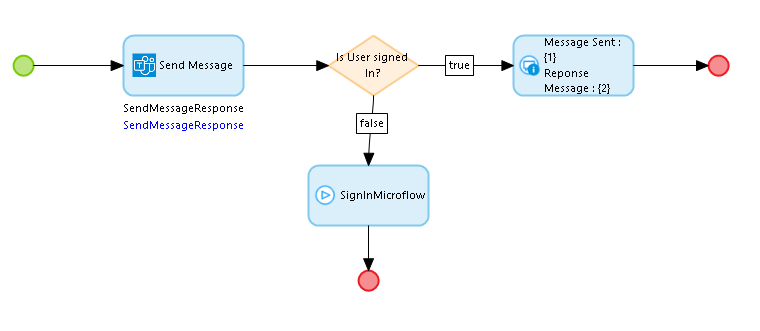 Send Message
SendMessageResponse
SendMessageResponse
Is User signed
In?
true
Message Sent :
{1}
Reponse
Message : {2}
false
SignInMicroflow